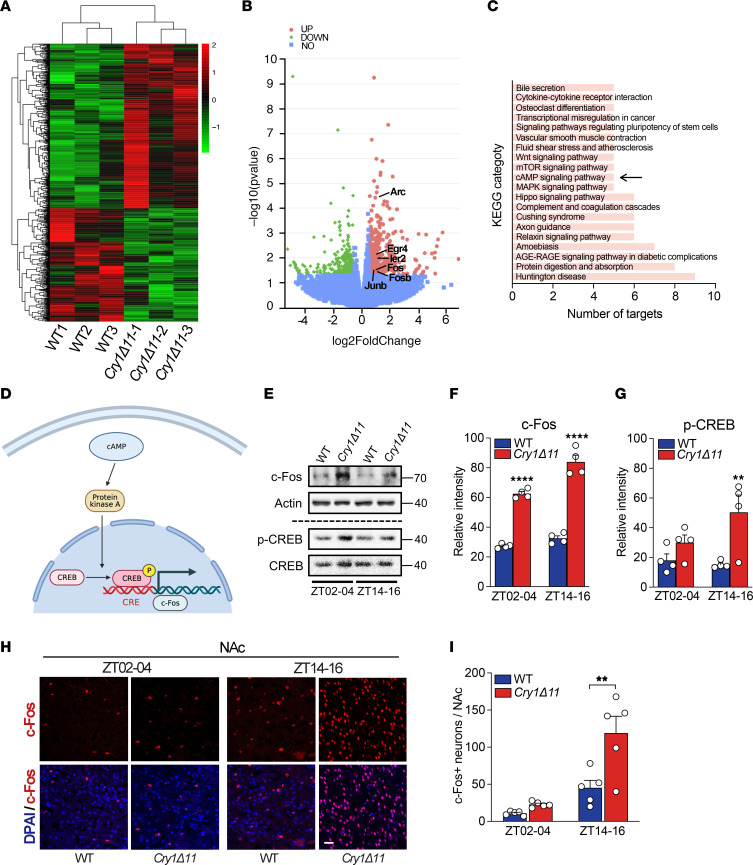 A
2
1
0
−1
WT1
WT2
WT3
Cry1Δ11-1
Cry1Δ11-2
Cry1Δ11-3
B
UP
DOWN
NO
10
9
8
7
6
5
4
3
2
1
0
−log10(pvalue)
Arc
Egr4
Ier2
Fos
Fosb
Junb
-4 -2 0 2 4 6
log2FoldChange
C
KEGG categoty
Bile secretion
Cytokine-cytokine receptor interaction
Osteoclast differentiation
Transcriptional misregulation in cancer
Signaling pathways regulating pluripotency of stem cells
Vascular smooth muscle contraction
Fluid shear stress and atherosclerosis
Wnt signaling pathway
mTOR signaling pathway
cAMP signaling pathway
MAPK signaling pathway
Hippo signaling pathway
Complement and coagulation cascades
Cushing syndrome
Axon guidance
Relaxin signaling pathway
Amoebiasis
AGE-RAGE signaling pathway in diabetic complications
Protein digestion and absorption
Huntington disease
0 2 4 6 8 10
Number of targets
D
cAMP
Protein
kinase A
CREB
CREB
P
CRE
c-Fos
E
WT
Cry1Δ11
WT
Cry1Δ11
c-Fos
70
Actin
40
p-CREB
40
CREB
40
ZT02-04 ZT14-16
F
c-Fos
WT
Cry1Δ11
Relative intensity
100
80
60
40
20
0
****
****
ZT02-04 ZT14-16
G
p-CREB
WT
Cry1Δ11
Relative intensity
100
80
60
40
20
0
**
ZT02-04 ZT14-16
H
NAc
ZT02-04 ZT14-16
c-Fos
DPAI/c-Fos
WT Cry1Δ11 WT Cry1Δ11
I
WT
Cry1Δ11
c-Fos+ neurons / NAc
200
150
100
50
0
**
ZT02-04 ZT14-16